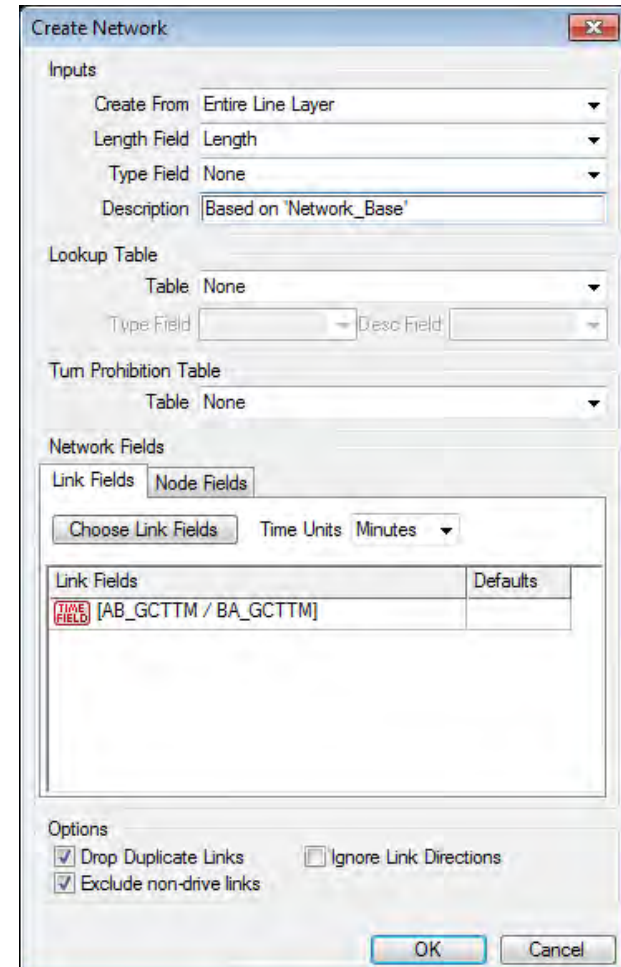 Create Network
Inputs
Create From Entire Line Layer
Length Field Length
Type Field None
Description Based on 'Network_Base'
Lookup Table
Table None
Type Field Desc Field
Turn Prohibition Table
Table None
Network Fields
Link Fields Node Fields
Choose Link Fields Time Units Minutes
Link Fields Defaults
TIME FIELD [AB_GCTTM / BA_GCTTM]
Options
Drop Duplicate Links Ignore Link Directions
Exclude non-drive links
OK Cancel